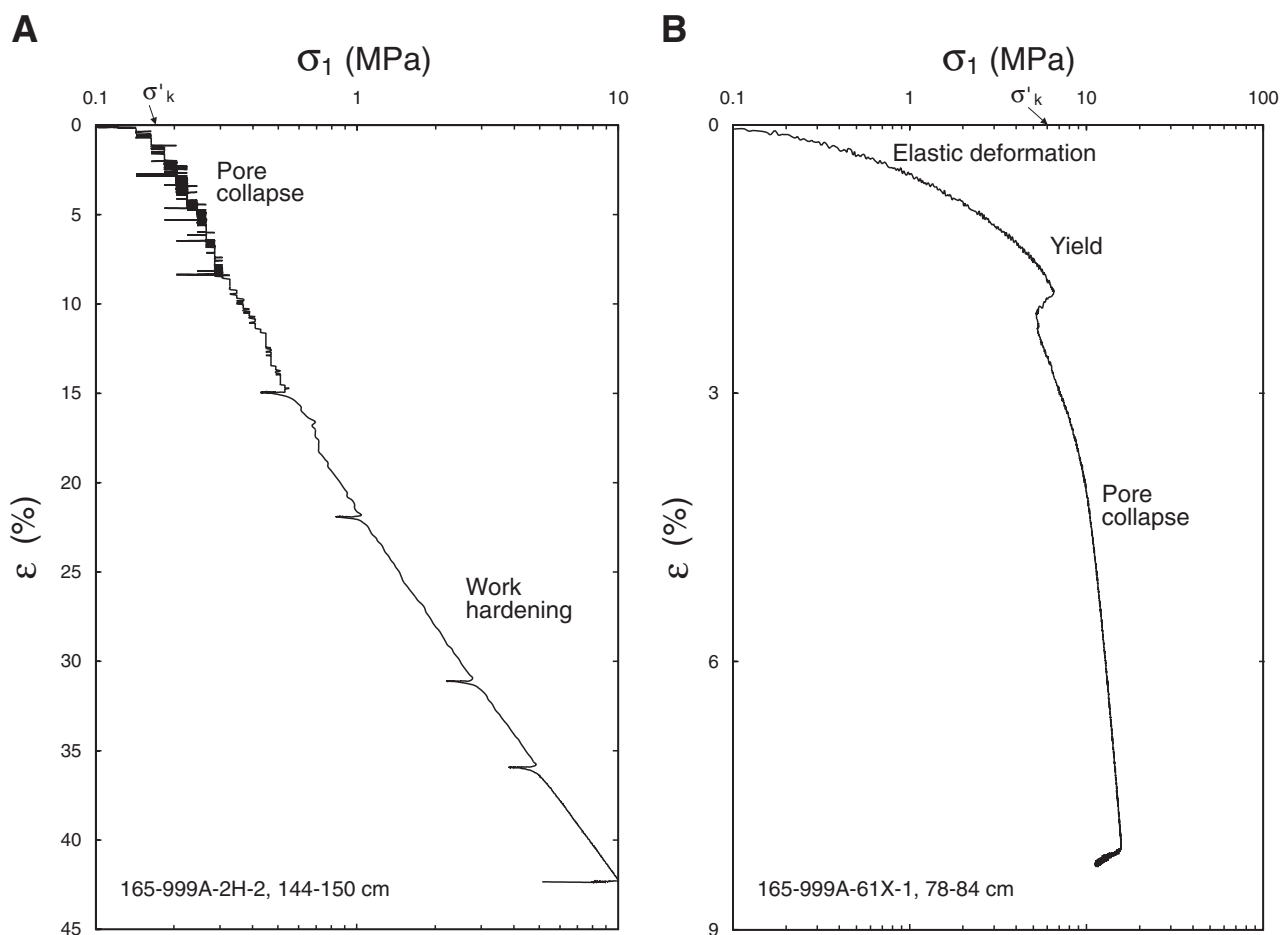 A
σ1 (MPa)
σ'k
0.1 1 10
0
5
10
15
20
25
30
35
40
45
ε (%)
Pore
collapse
Work
hardening
165-999A-2H-2, 144-150 cm
B
σ1 (MPa)
σ'k
0.1 1 10 100
0
3
6
9
ε (%)
Elastic deformation
Yield
Pore
collapse
165-999A-61X-1, 78-84 cm